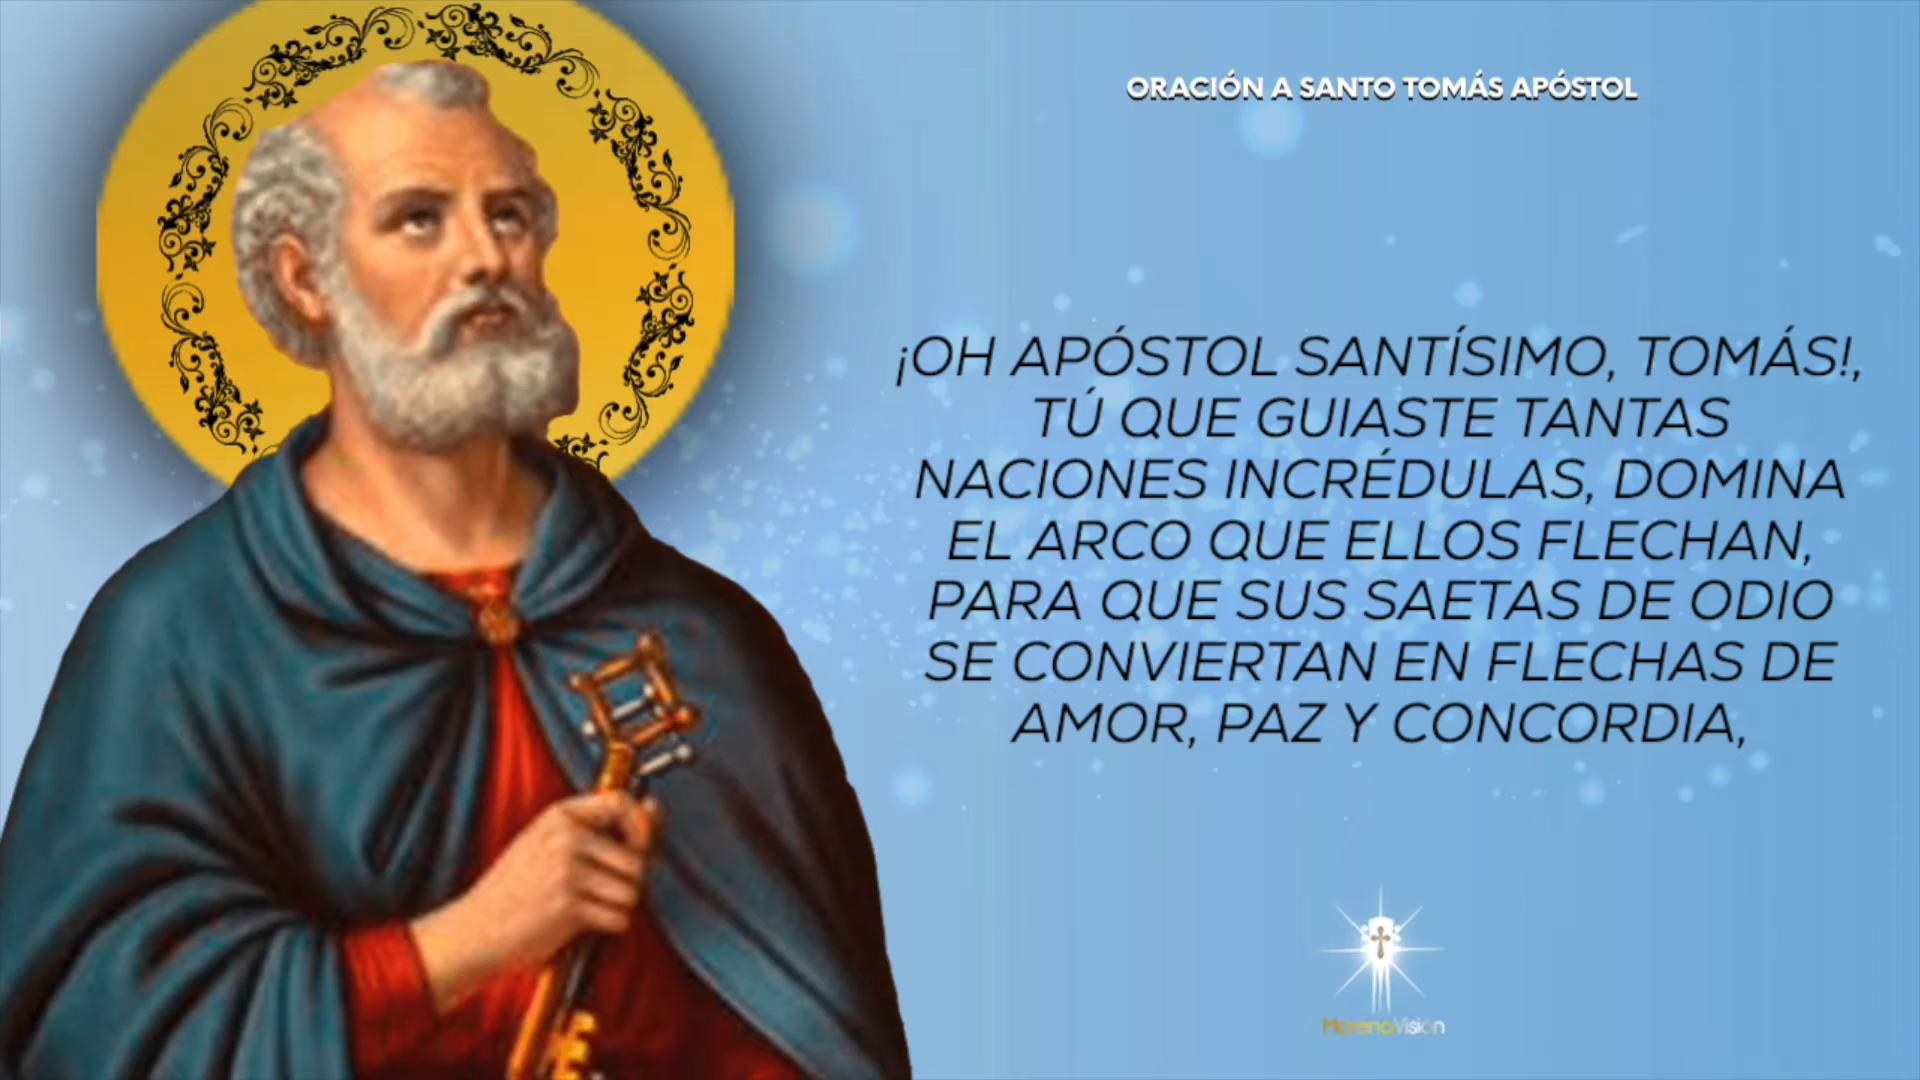 ORACIÓN A SANTO TOMÁS APÓSTOL
¡OH APÓSTOL SANTÍSIMO, TOMÁS!,
TÚ QUE GUIASTE TANTAS
NACIONES INCRÉDULAS, DOMINA
EL ARCO QUE ELLOS FLECHAN,
PARA QUE SUS SAETAS DE ODIO
SE CONVIERTAN EN FLECHAS DE
AMOR, PAZ Y CONCORDIA,
MorenaVisión